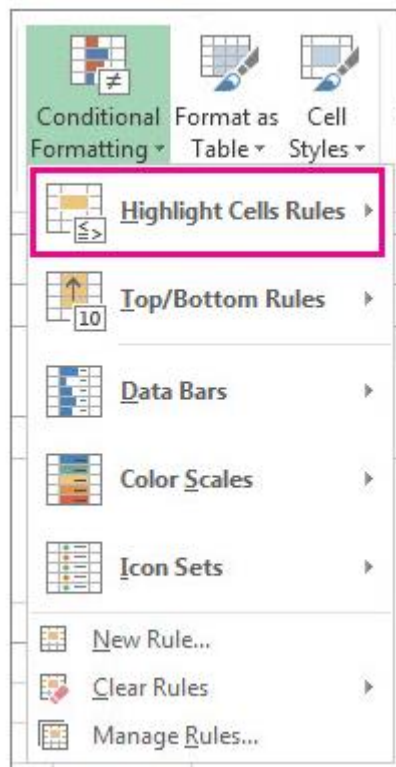 ≠
Conditional Format as Cell
Formatting Table Styles
≤
=>
Highlight Cells Rules
10
Top/Bottom Rules
Data Bars
Color Scales
Icon Sets
New Rule...
Clear Rules
Manage Rules...